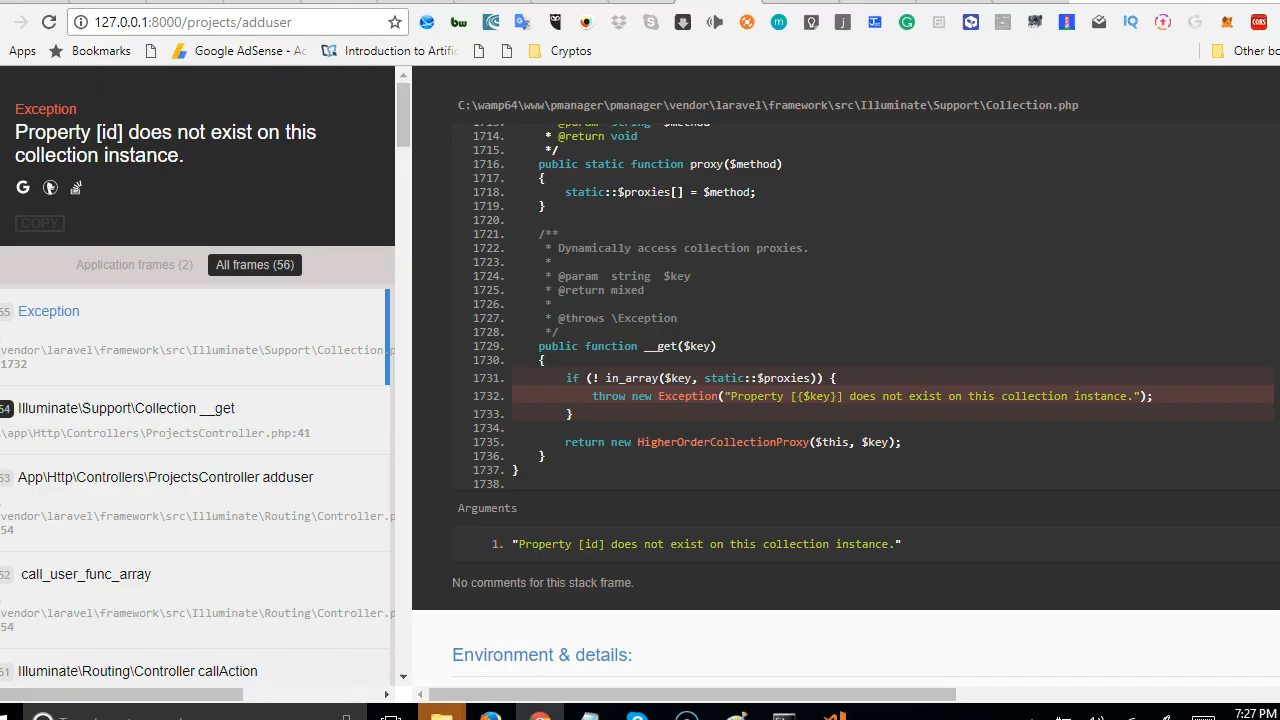 127.0.0.1:8000/projects/adduser
Apps Bookmarks Google AdSense - Ac Introduction to Artific Cryptos Other bo
Exception
Property [id] does not exist on this
collection instance.
COPY
Application frames (2) All frames (56)
55 Exception
vendor\laravel\framework\src\Illuminate\Support\Collection.p
1732
54 Illuminate\Support\Collection __get
\app\Http\Controllers\ProjectsController.php:41
53 App\Http\Controllers\ProjectsController adduser
vendor\laravel\framework\src\Illuminate\Routing\Controller.p
54
52 call_user_func_array
vendor\laravel\framework\src\Illuminate\Routing\Controller.p
54
51 Illuminate\Routing\Controller callAction
C:\wamp64\www\pmanager\pmanager\vendor\laravel\framework\src\Illuminate\Support\Collection.php
1713. * @param string $method
1714. * @return void
1715. */
1716. public static function proxy($method)
1717. {
1718. static::$proxies[] = $method;
1719. }
1720.
1721. /**
1722. * Dynamically access collection proxies.
1723. *
1724. * @param string $key
1725. * @return mixed
1726. *
1727. * @throws \Exception
1728. */
1729. public function __get($key)
1730. {
1731. if (! in_array($key, static::$proxies)) {
1732. throw new Exception("Property [{$key}] does not exist on this collection instance.");
1733. }
1734.
1735. return new HigherOrderCollectionProxy($this, $key);
1736. }
1737. }
1738.
Arguments
1. "Property [id] does not exist on this collection instance."
No comments for this stack frame.
Environment & details:
7:27 PM